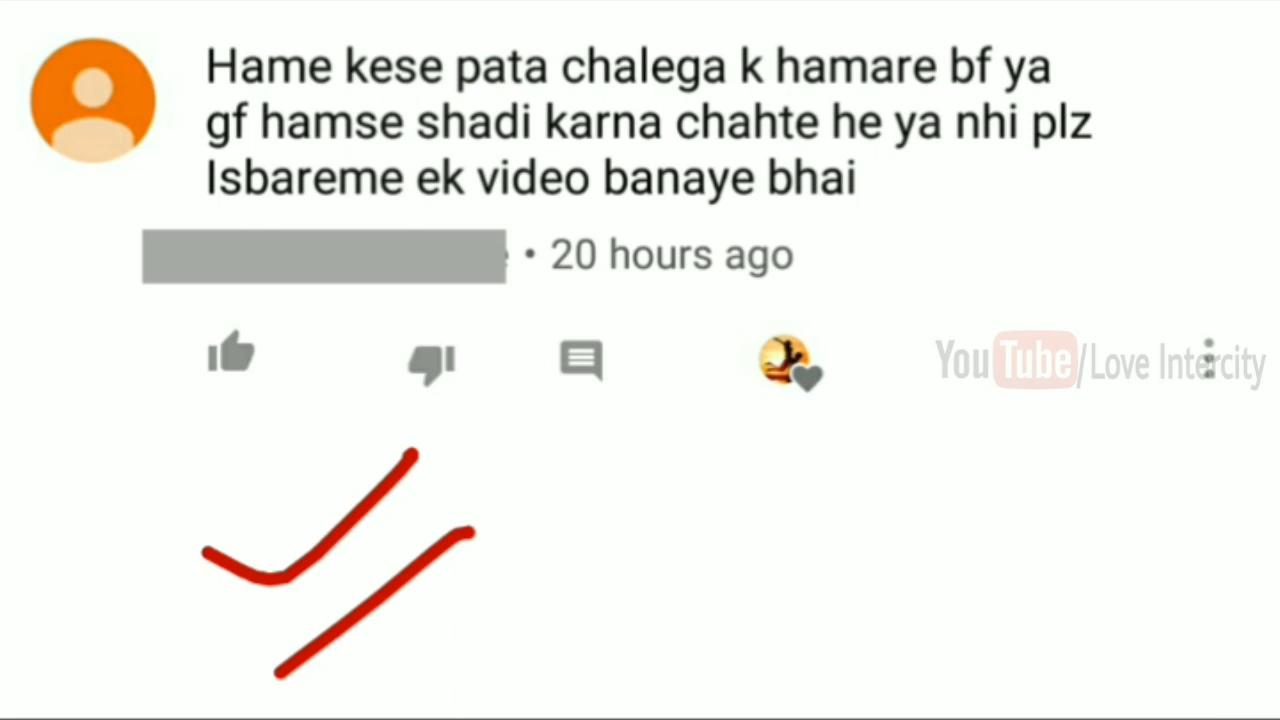 Hame kese pata chalega k hamare bf ya
gf hamse shadi karna chahte he ya nhi plz
Isbareme ek video banaye bhai
• 20 hours ago
YouTube/Love Intercity